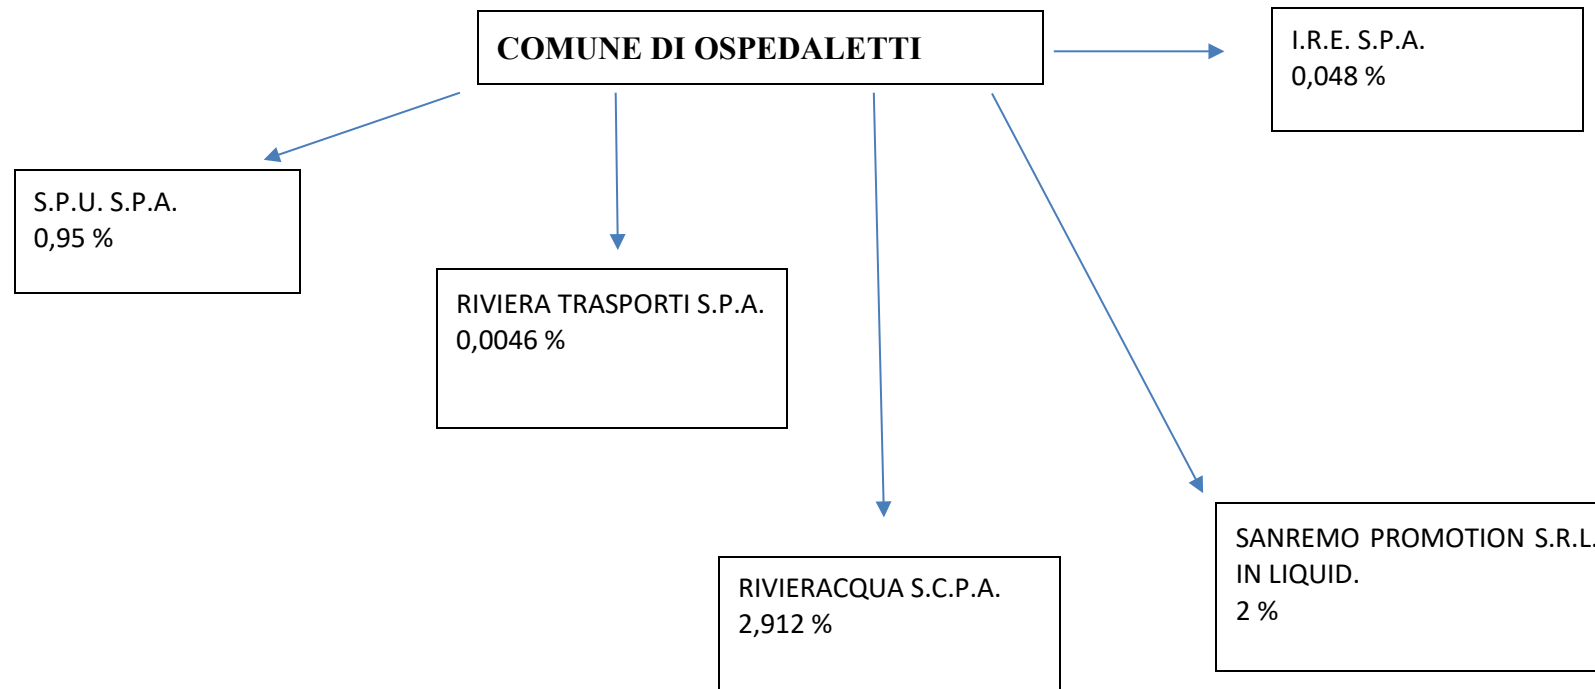 COMUNE DI OSPEDALETTI
I.R.E. S.P.A.
0,048 %
S.P.U. S.P.A.
0,95 %
RIVIERA TRASPORTI S.P.A.
0,0046 %
RIVIERACQUA S.C.P.A.
2,912 %
SANREMO PROMOTION S.R.L.
IN LIQUID.
2 %